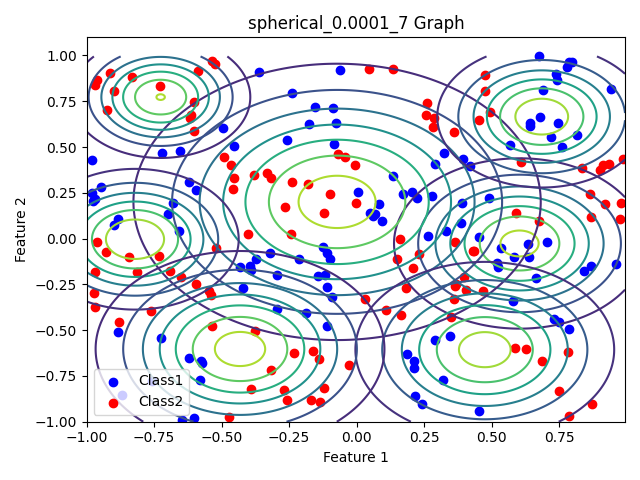 spherical_0.0001_7 Graph
1.00
0.75
0.50
0.25
0.00
−0.25
−0.50
−0.75
−1.00
Feature 2
Class1
Class2
−1.00 −0.75 −0.50 −0.25 0.00 0.25 0.50 0.75
Feature 1